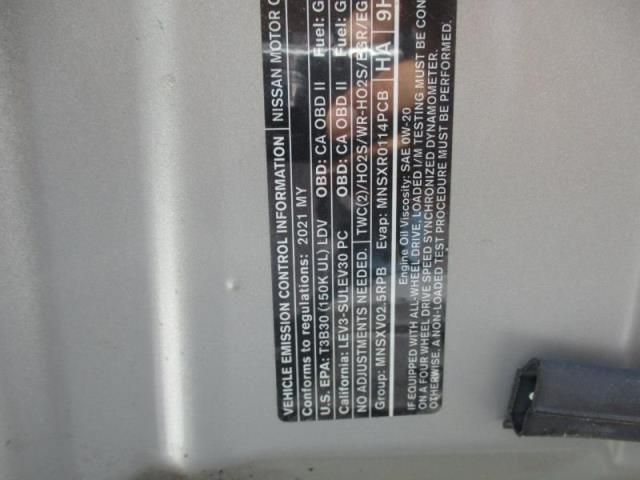 VEHICLE EMISSION CONTROL INFORMATION NISSAN MOTOR
Conforms to regulations: 2021 MY
U.S. EPA: T3B30 (150K UL) LDV OBD: CA OBD II Fuel:
California: LEV3-SULEV30 PC OBD: CA OBD II Fuel:
NO ADJUSTMENTS NEEDED. TWC(2)/HO2S/WR-HO2S/EGR/
Group: MNSXV02.5RPB Evap: MNSXR0114PCB HA 9H
Engine Oil Viscosity: SAE 0W-20
IF EQUIPPED WITH ALL-WHEEL DRIVE, LOADED I/M TESTING MUST BE
ON A FOUR WHEEL DRIVE SPEED SYNCHRONIZED DYNAMOMETER.
OTHERWISE, A NON-LOADED TEST PROCEDURE MUST BE PERFORMED.